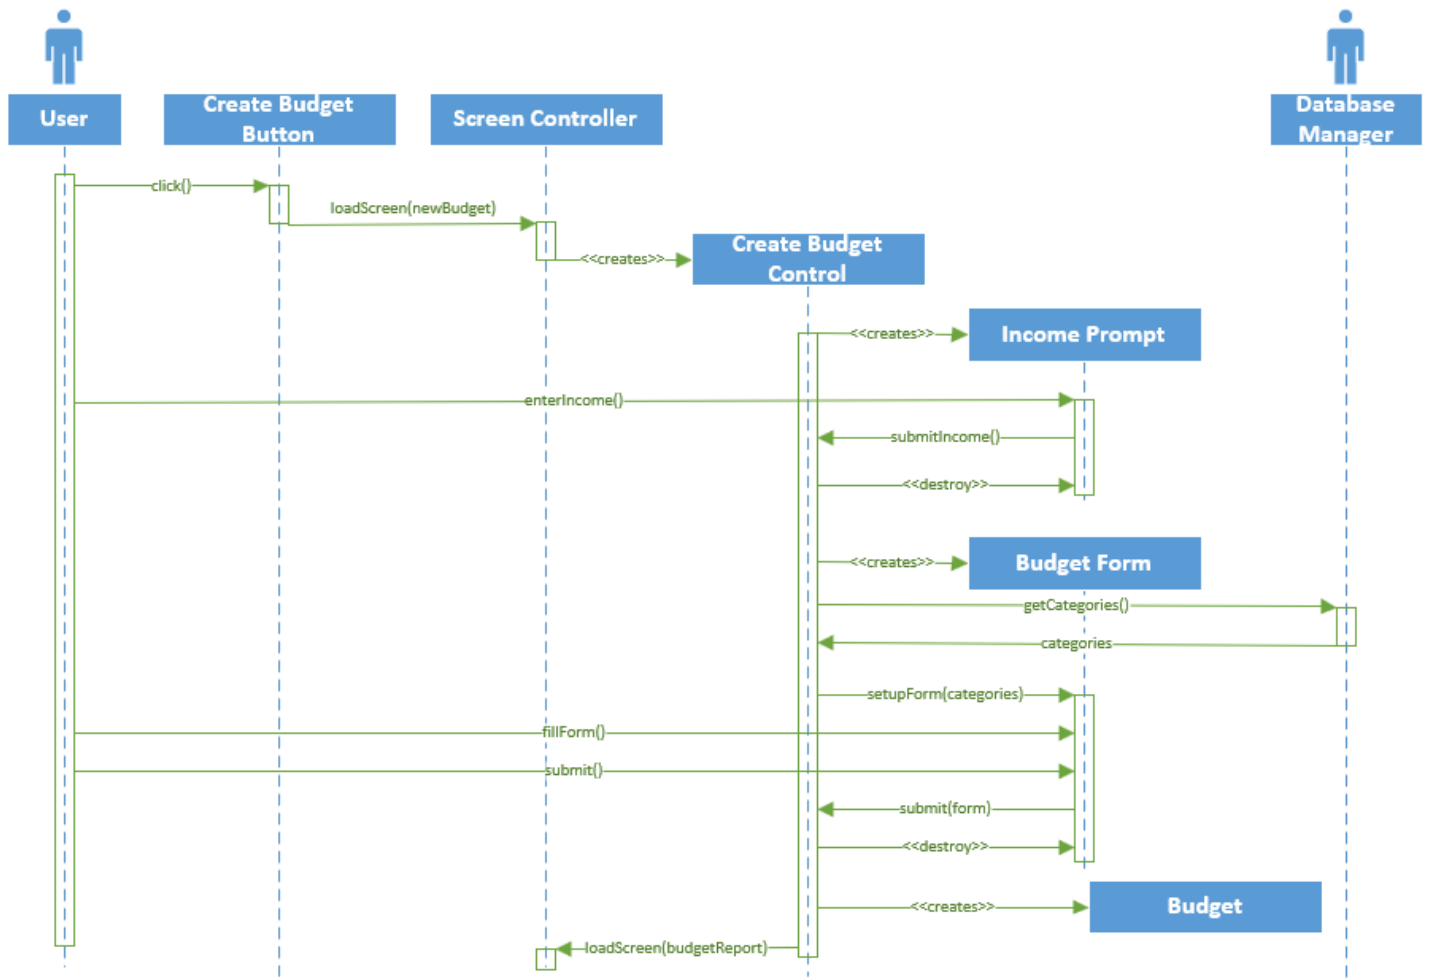 User
Create Budget
Button
Screen Controller
Database
Manager
click()
loadScreen(newBudget)
<<creates>>
Create Budget
Control
<<creates>>
Income Prompt
enterIncome()
submitIncome()
<<destroy>>
<<creates>>
Budget Form
getCategories()
categories
setupForm(categories)
fillForm()
submit()
submit(form)
<<destroy>>
<<creates>>
Budget
loadScreen(budgetReport)